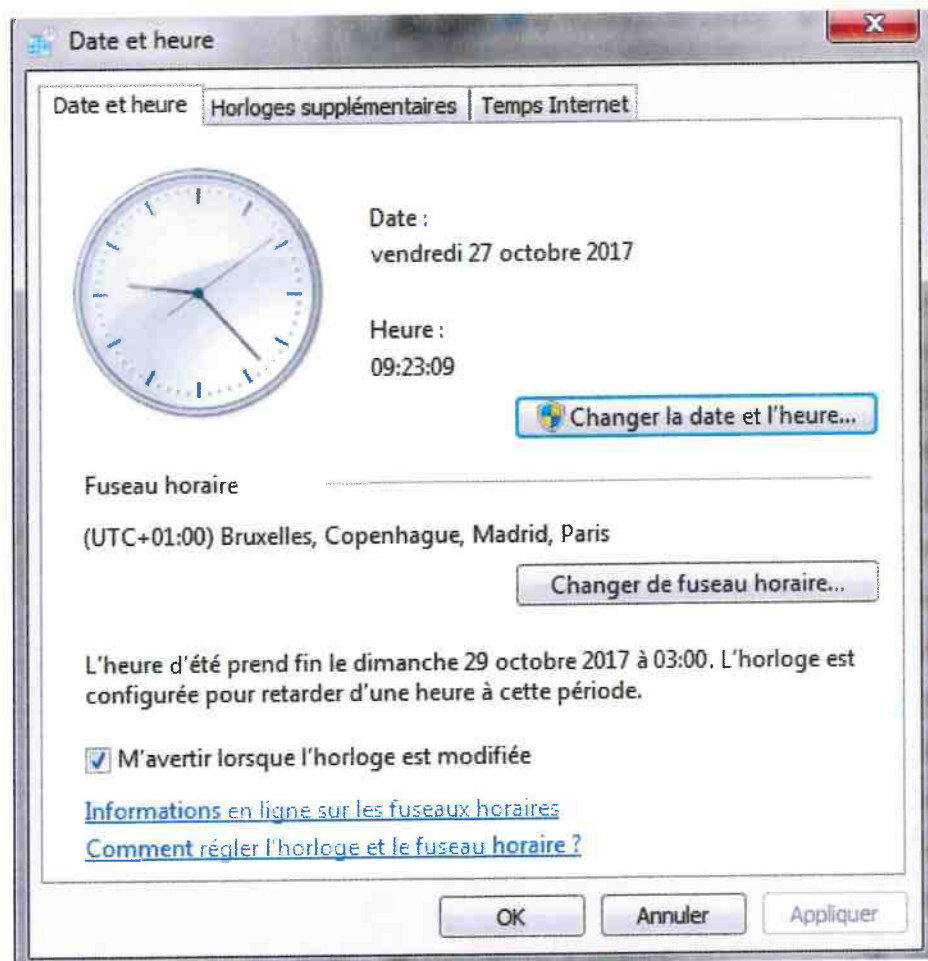 Date et heure
Date et heure
Horloges supplémentaires
Temps Internet
Date :
vendredi 27 octobre 2017
Heure :
09:23:09
Changer la date et l'heure...
Fuseau horaire
(UTC+01:00) Bruxelles, Copenhague, Madrid, Paris
Changer de fuseau horaire...
L'heure d'été prend fin le dimanche 29 octobre 2017 à 03:00. L'horloge est
configurée pour retarder d'une heure à cette période.
M'avertir lorsque l'horloge est modifiée
Informations en ligne sur les fuseaux horaires
Comment régler l'horloge et le fuseau horaire ?
OK
Annuler
Appliquer